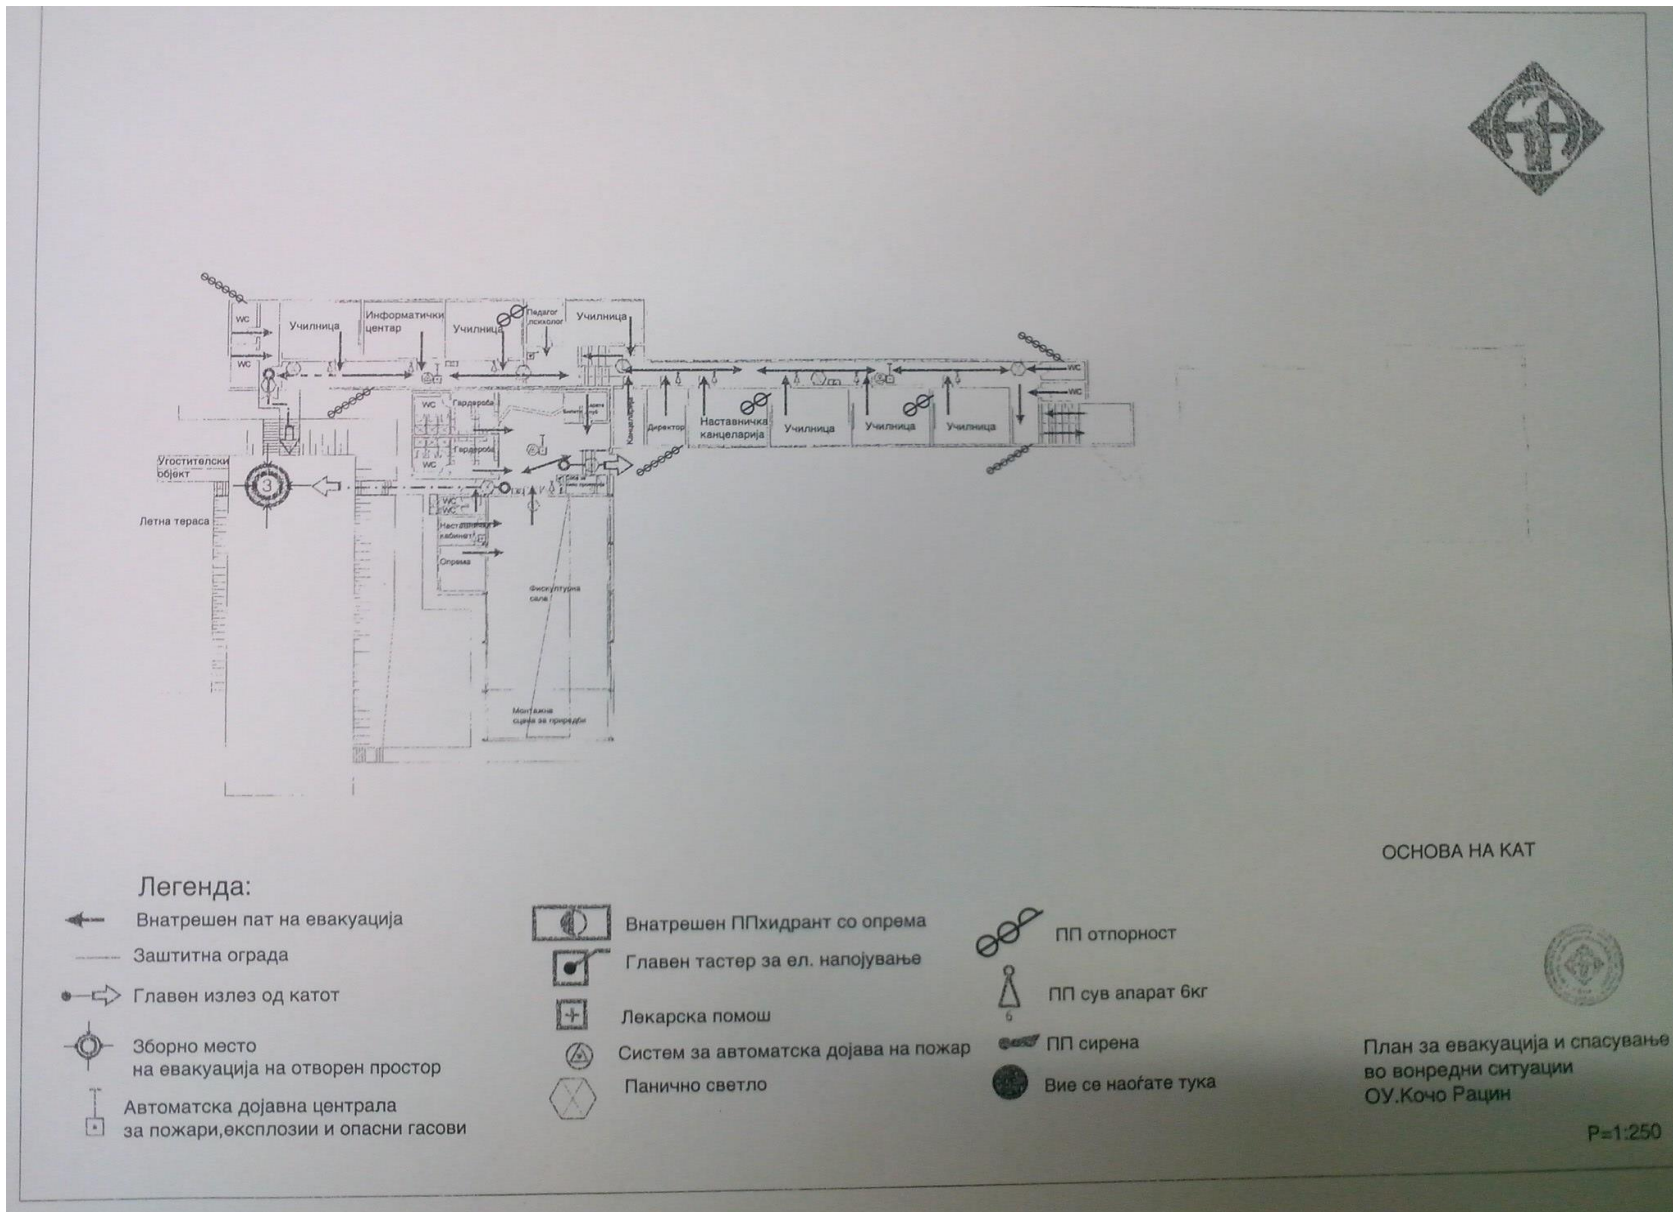 WC
Училница
Информатички
центар
Училница
Педагог
психолог
Училница
WC
WC
WC
WC
Гардероба
WC
Гардероба
Канцеларија
Директор
Наставничка
канцеларија
Училница
Училница
Училница
Угостителски
објект
3
Летна тераса
WC
WC
Наставнички
кабинет
Опрема
Фискултурна
сала
Монтажна
сцена за приредби
ОСНОВА НА КАТ
Легенда:
Внатрешен пат на евакуација
Заштитна ограда
Главен излез од катот
Зборно место
на евакуација на отворен простор
Автоматска дојавна централа
за пожари,експлозии и опасни гасови
Внатрешен ППхидрант со опрема
Главен тастер за ел. напојување
Лекарска помош
Систем за автоматска дојава на пожар
Панично светло
ПП отпорност
ПП сув апарат 6кг
6
ПП сирена
Вие се наоѓате тука
План за евакуација и спасување
во вонредни ситуации
ОУ.Кочо Рацин
Р=1:250